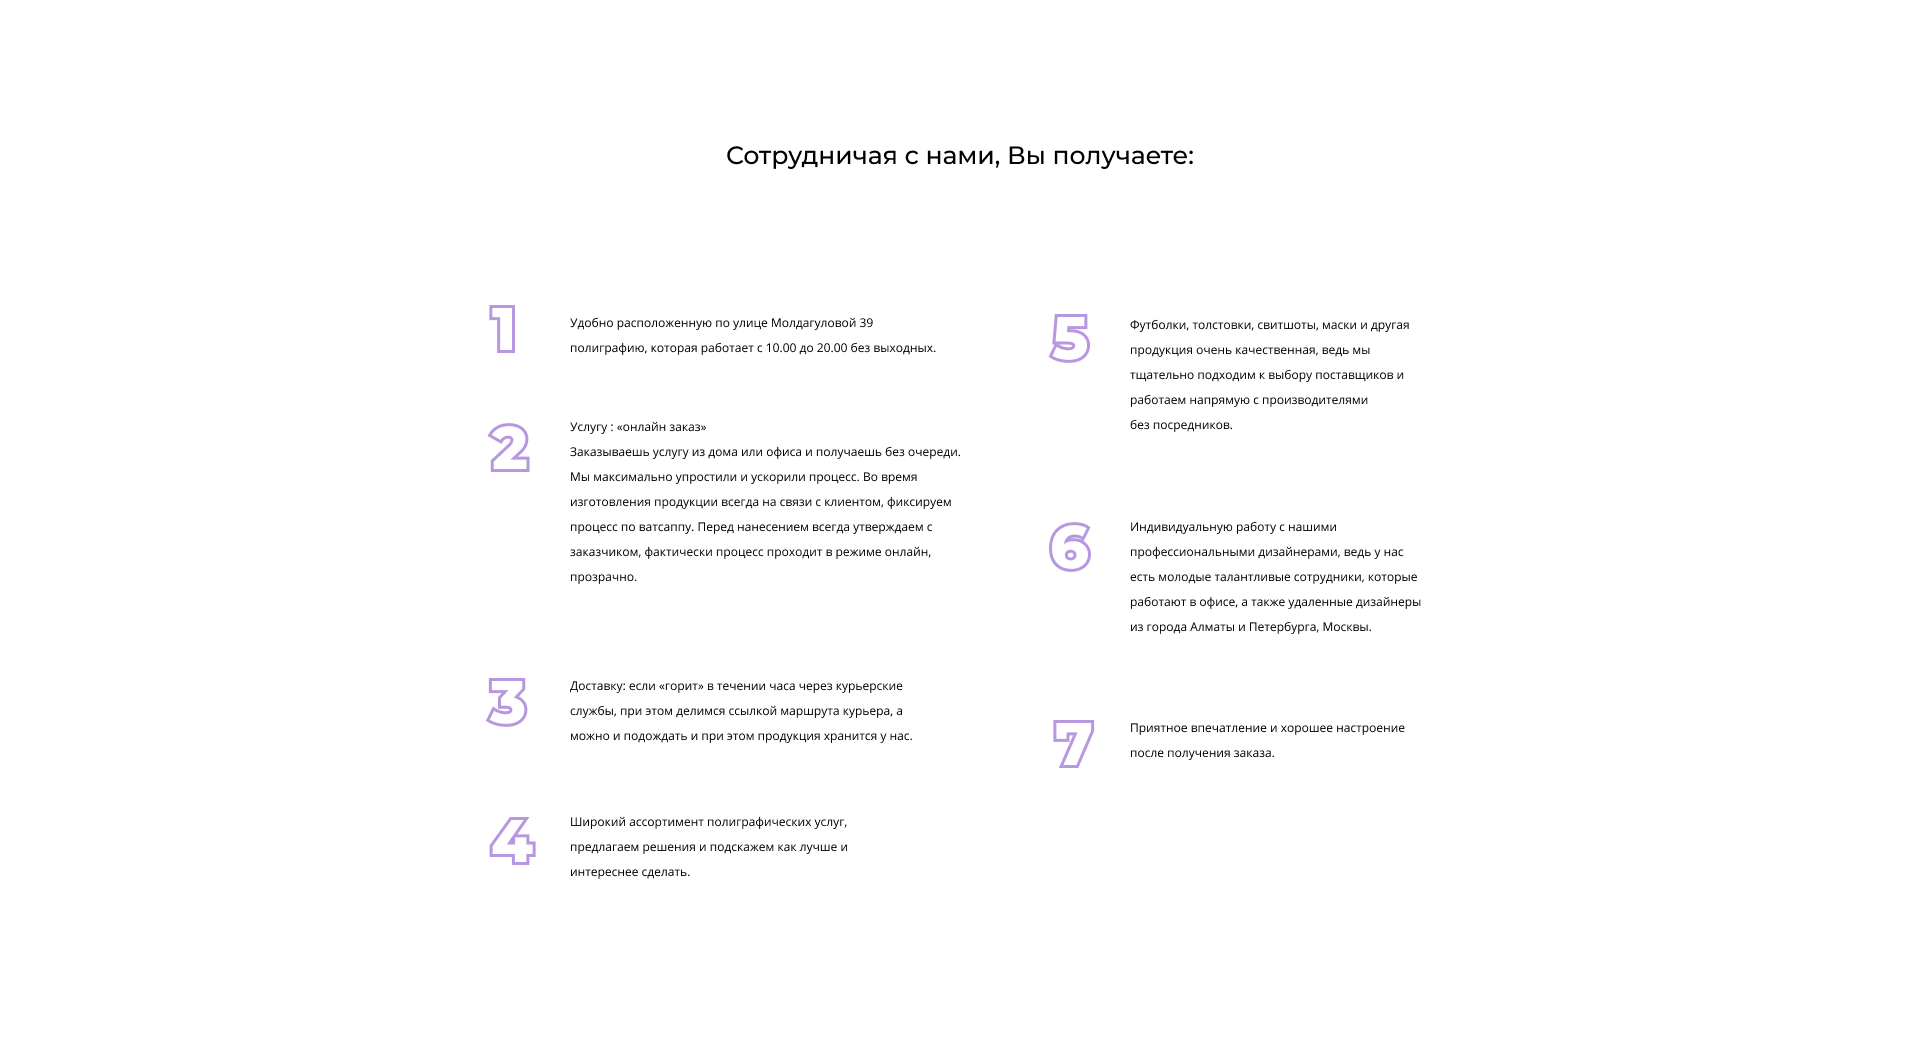 Сотрудничая с нами, Вы получаете:
1
Удобно расположенную по улице Молдагуловой 39
полиграфию, которая работает с 10.00 до 20.00 без выходных.
2
Услугу : «онлайн заказ»
Заказываешь услугу из дома или офиса и получаешь без очереди.
Мы максимально упростили и ускорили процесс. Во время
изготовления продукции всегда на связи с клиентом, фиксируем
процесс по ватсаппу. Перед нанесением всегда утверждаем с
заказчиком, фактически процесс проходит в режиме онлайн,
прозрачно.
3
Доставку: если «горит» в течении часа через курьерские
службы, при этом делимся ссылкой маршрута курьера, а
можно и подождать и при этом продукция хранится у нас.
4
Широкий ассортимент полиграфических услуг,
предлагаем решения и подскажем как лучше и
интереснее сделать.
5
Футболки, толстовки, свитшоты, маски и другая
продукция очень качественная, ведь мы
тщательно подходим к выбору поставщиков и
работаем напрямую с производителями
без посредников.
6
Индивидуальную работу с нашими
профессиональными дизайнерами, ведь у нас
есть молодые талантливые сотрудники, которые
работают в офисе, а также удаленные дизайнеры
из города Алматы и Петербурга, Москвы.
7
Приятное впечатление и хорошее настроение
после получения заказа.